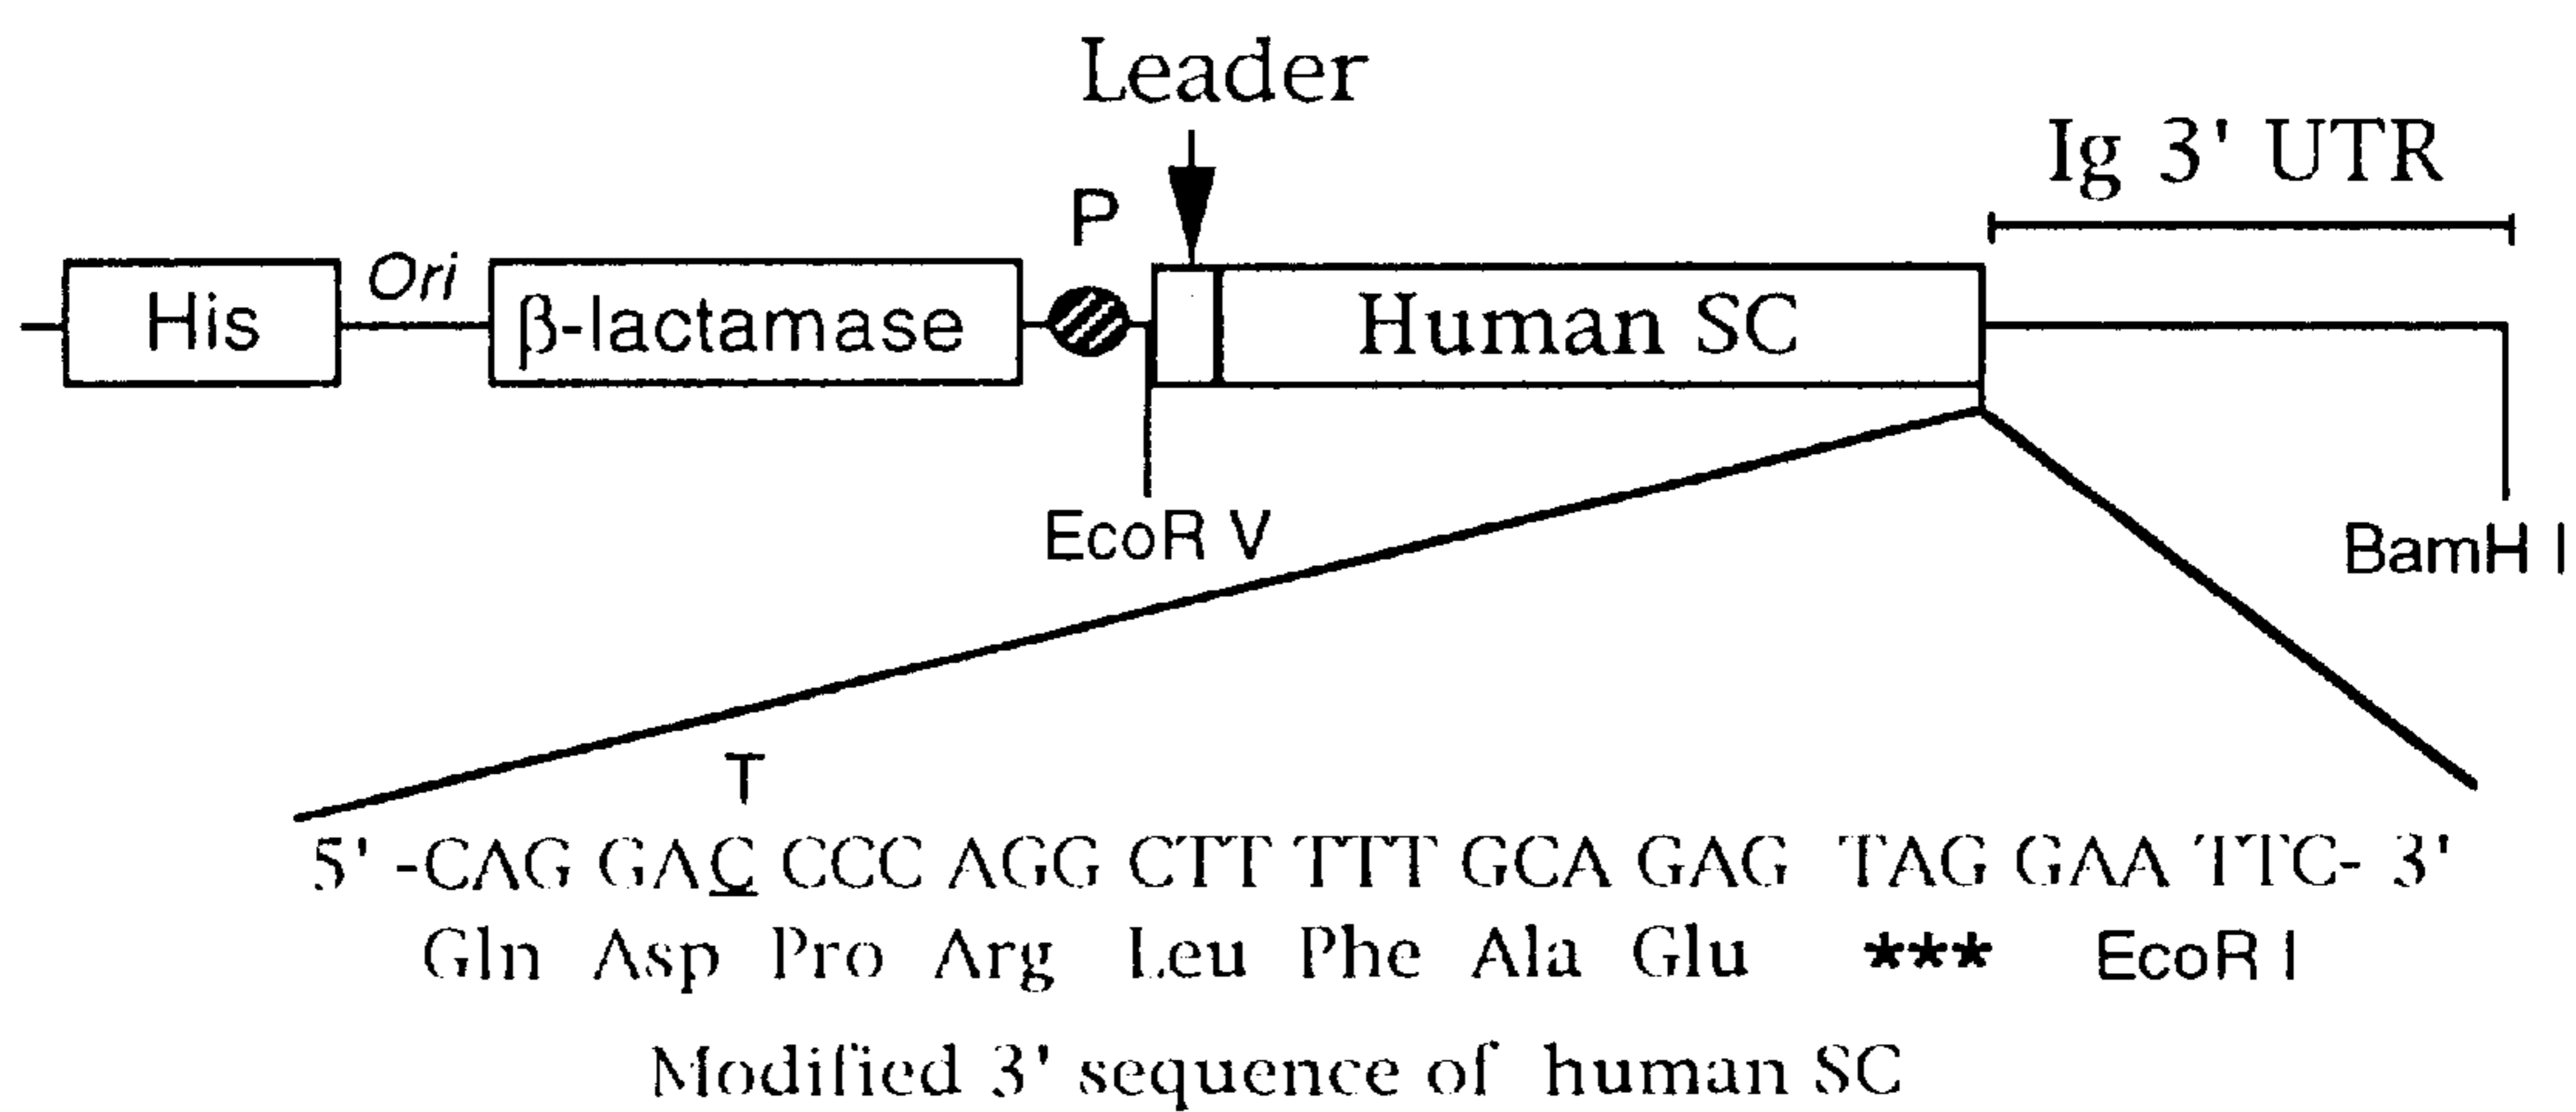 Leader
Ig 3' UTR
P
His
Ori
β-lactamase
Human SC
EcoR V
BamH I
T
5' -CAG GAC CCC AGG CTT TTT GCA GAG TAG GAA TTC- 3'
Gln Asp Pro Arg Leu Phe Ala Glu *** EcoR I
Modified 3' sequence of human SC